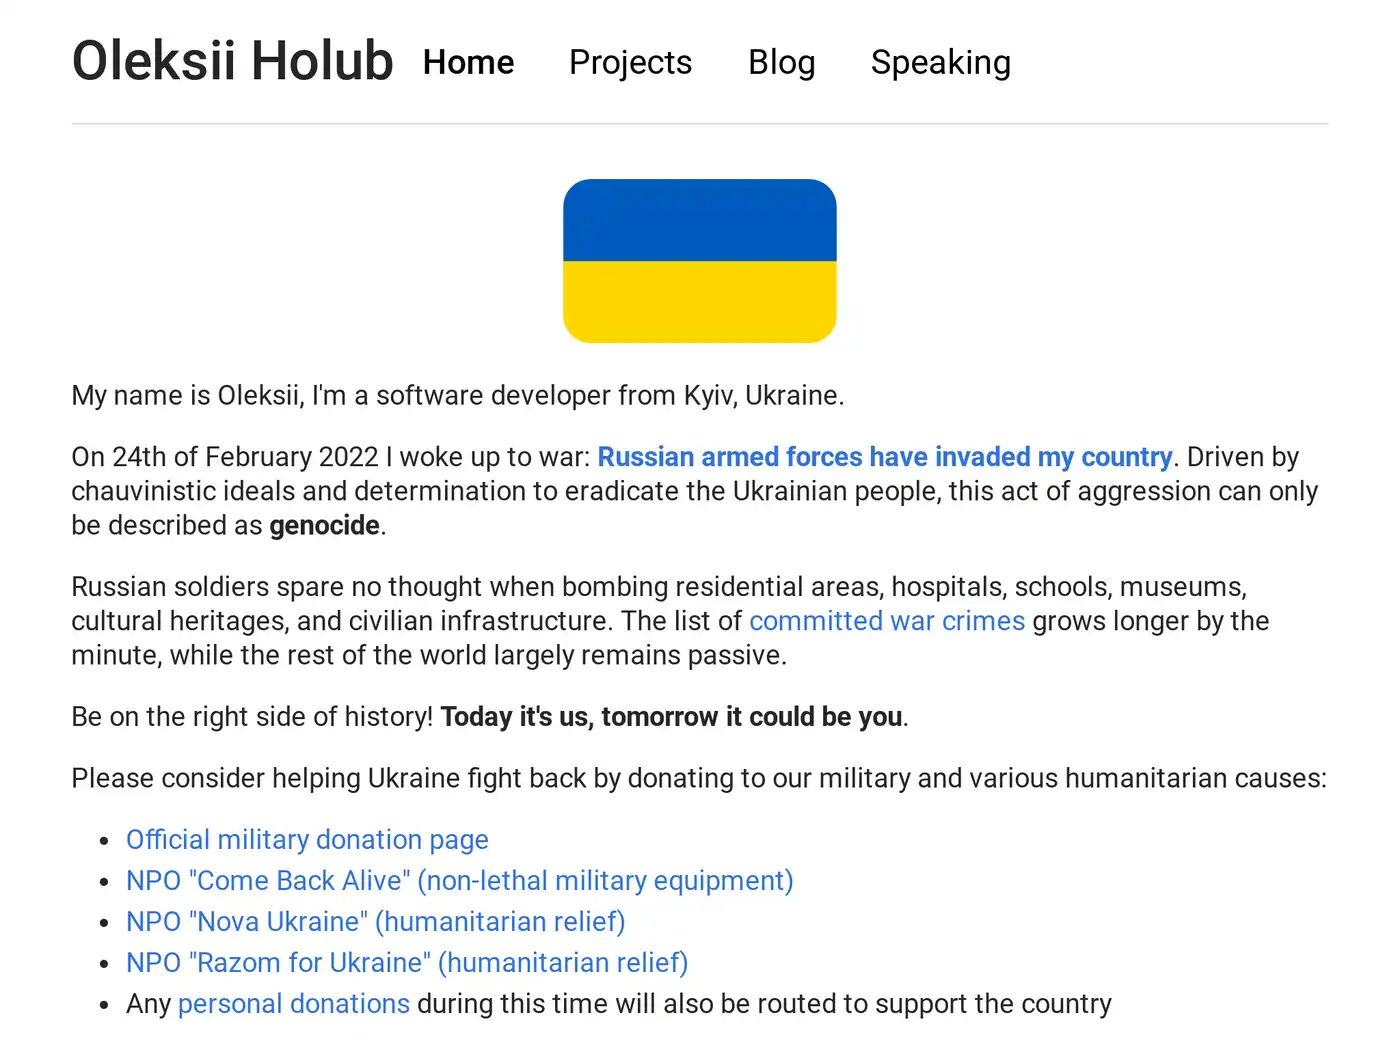 Oleksii Holub Home Projects Blog Speaking
My name is Oleksii, I'm a software developer from Kyiv, Ukraine.
On 24th of February 2022 I woke up to war: Russian armed forces have invaded my country. Driven by
chauvinistic ideals and determination to eradicate the Ukrainian people, this act of aggression can only
be described as genocide.
Russian soldiers spare no thought when bombing residential areas, hospitals, schools, museums,
cultural heritages, and civilian infrastructure. The list of committed war crimes grows longer by the
minute, while the rest of the world largely remains passive.
Be on the right side of history! Today it's us, tomorrow it could be you.
Please consider helping Ukraine fight back by donating to our military and various humanitarian causes:
• Official military donation page
• NPO "Come Back Alive" (non-lethal military equipment)
• NPO "Nova Ukraine" (humanitarian relief)
• NPO "Razom for Ukraine" (humanitarian relief)
• Any personal donations during this time will also be routed to support the country